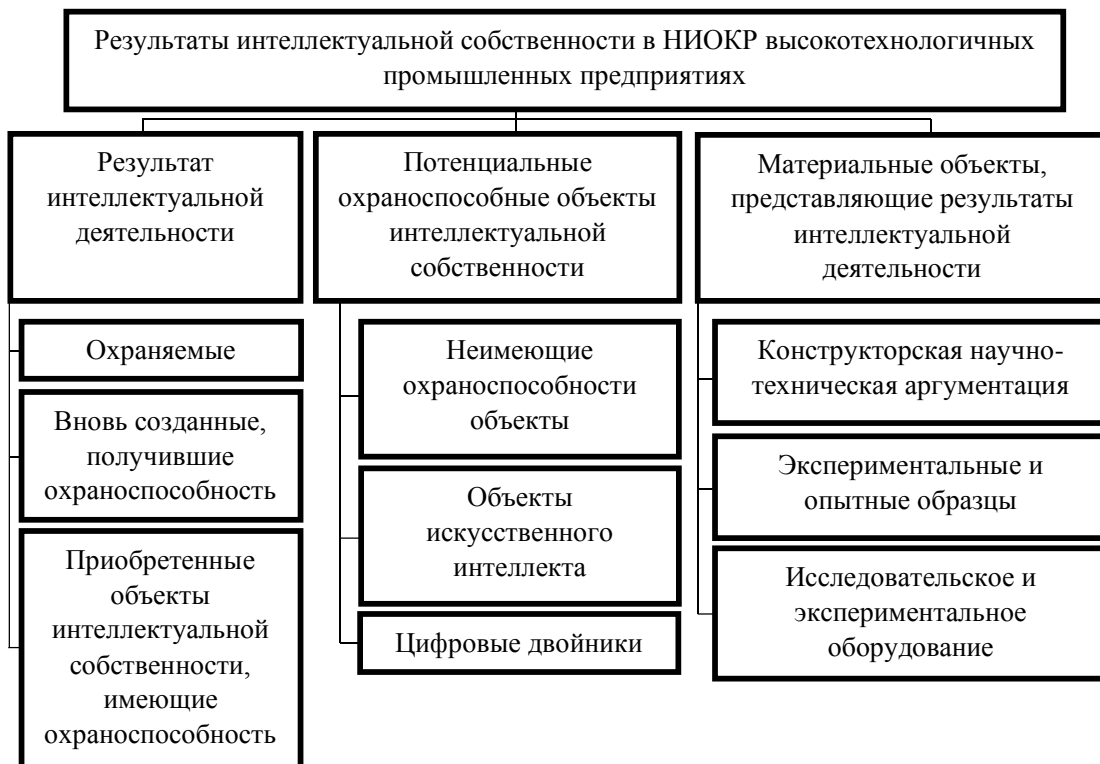 Результаты интеллектуальной собственности в НИОКР высокотехнологичных
промышленных предприятиях
Результат
интеллектуальной
деятельности
Охраняемые
Вновь созданные,
получившие
охраноспособность
Приобретенные
объекты
интеллектуальной
собственности,
имеющие
охраноспособность
Потенциальные
охраноспособные объекты
интеллектуальной
собственности
Неимеющие
охраноспособности
объекты
Объекты
искусственного
интеллекта
Цифровые двойники
Материальные объекты,
представляющие результаты
интеллектуальной
деятельности
Конструкторская научно-
техническая аргументация
Экспериментальные и
опытные образцы
Исследовательское и
экспериментальное
оборудование